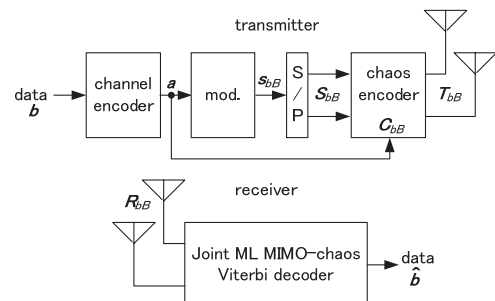 transmitter
data
b
channel
encoder
a
mod.
s_bB
S
/
P
S_bB
chaos
encoder
C_bB
T_bB
receiver
R_bB
Joint ML MIMO-chaos
Viterbi decoder
data
b̂